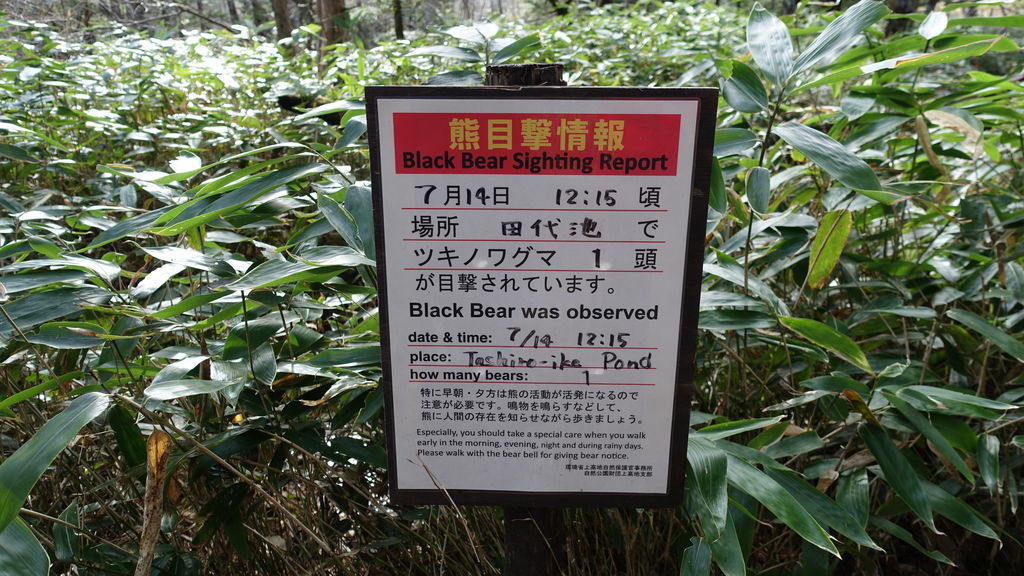 熊目撃情報
Black Bear Sighting Report
7月14日 12:15 頃
場所 田代池 で
ツキノワグマ 1 頭
が目撃されています。
Black Bear was observed
date & time: 7/14 12:15
place: Tashiro-ike Pond
how many bears: 1
特に早朝・夕方は熊の活動が活発になるので
注意が必要です。鳴物を鳴らすなどして、
熊に人間の存在を知らせながら歩きましょう。
Especially, you should take a special care when you walk
early in the morning, evening, night and during rainy days.
Please walk with the bear bell for giving bear notice.
環境省上高地自然保護官事務所
自然公園財団上高地支部